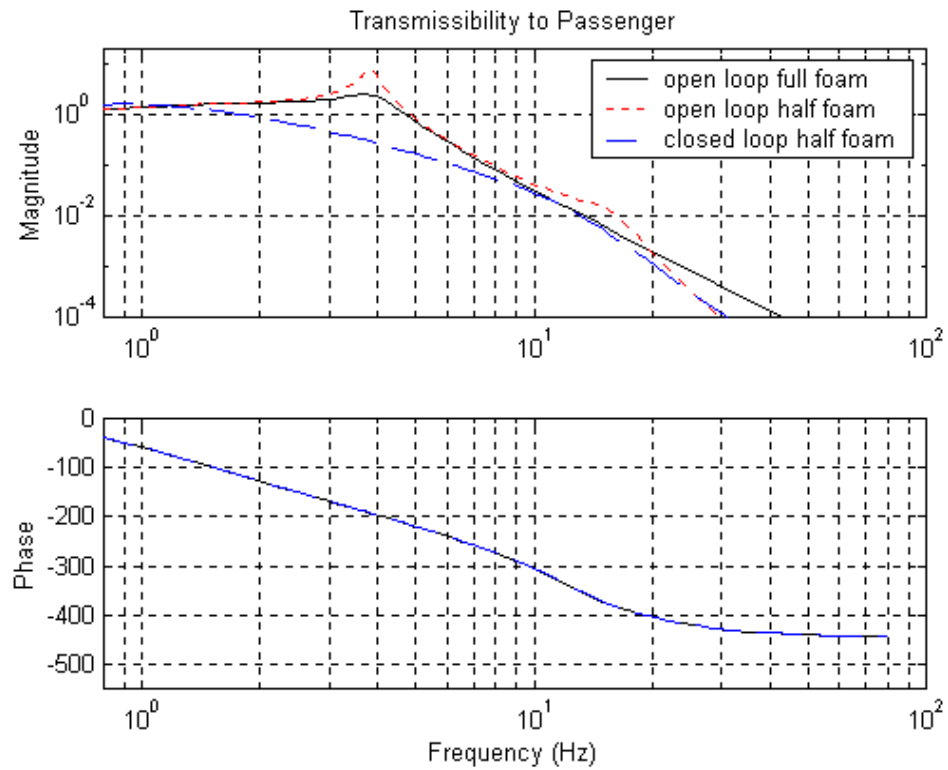 Transmissibility to Passenger
open loop full foam
open loop half foam
closed loop half foam
Magnitude
10^0
10^-2
10^-4
10^0
10^1
10^2
Phase
0
-100
-200
-300
-400
-500
10^0
10^1
10^2
Frequency (Hz)